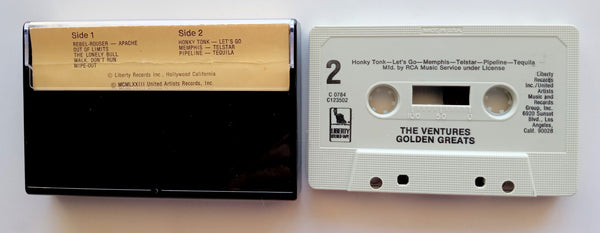 Side 1
REBEL-ROUSER — APACHE
OUT OF LIMITS
THE LONELY BULL
WALK, DON'T RUN
WIPE-OUT
Side 2
HONKY TONK — LET'S GO
MEMPHIS — TELSTAR
PIPELINE — TEQUILA
© Liberty Records Inc., Hollywood California
© MCMLXXIII United Artists Records, Inc.
Honky Tonk—Let's Go—Memphis—Telstar—Pipeline—Tequila
Mfd. by RCA Music Service under License
2
C 0784
C123502
100 50 0
LIBERTY
STEREO-TAPE
Liberty
Records
Inc./United
Artists
Music and
Records
Group, Inc.
6920 Sunset
Blvd., Los
Angeles,
Calif. 90028
THE VENTURES
GOLDEN GREATS